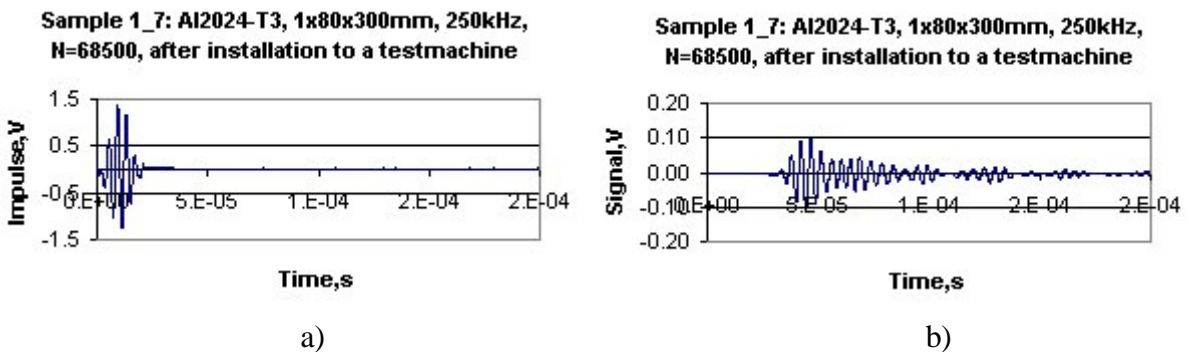 Sample 1_7: Al2024-T3, 1x80x300mm, 250kHz,
N=68500, after installation to a testmachine
1.5
0.5
-0.5
-1.5
Impulse,V
0.E+00 5.E-05 1.E-04 2.E-04 2.E-04
Time,s
a)
Sample 1_7: Al2024-T3, 1x80x300mm, 250kHz,
N=68500, after installation to a testmachine
0.20
0.10
0.00
-0.10
-0.20
Signal,V
0.E+00 5.E-05 1.E-04 2.E-04 2.E-04
Time,s
b)